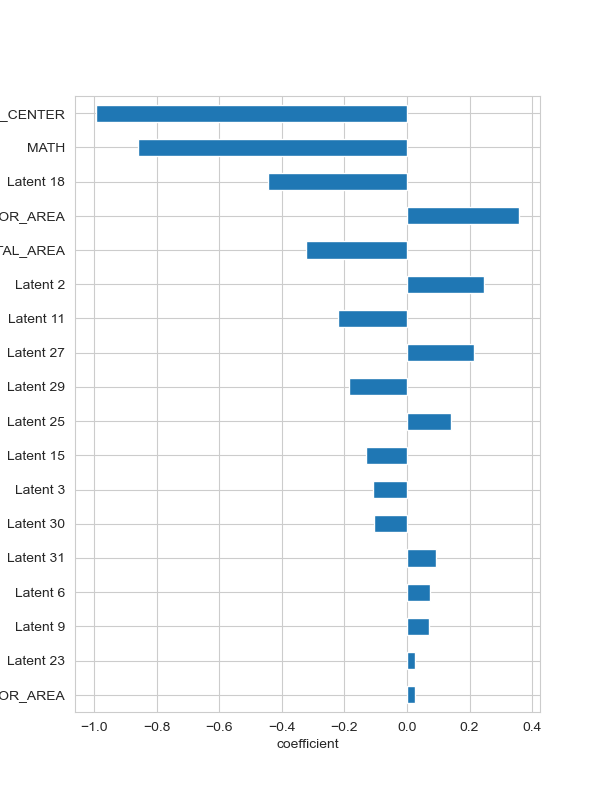 _CENTER
MATH
Latent 18
OR_AREA
TAL_AREA
Latent 2
Latent 11
Latent 27
Latent 29
Latent 25
Latent 15
Latent 3
Latent 30
Latent 31
Latent 6
Latent 9
Latent 23
OR_AREA
−1.0 −0.8 −0.6 −0.4 −0.2 0.0 0.2 0.4
coefficient